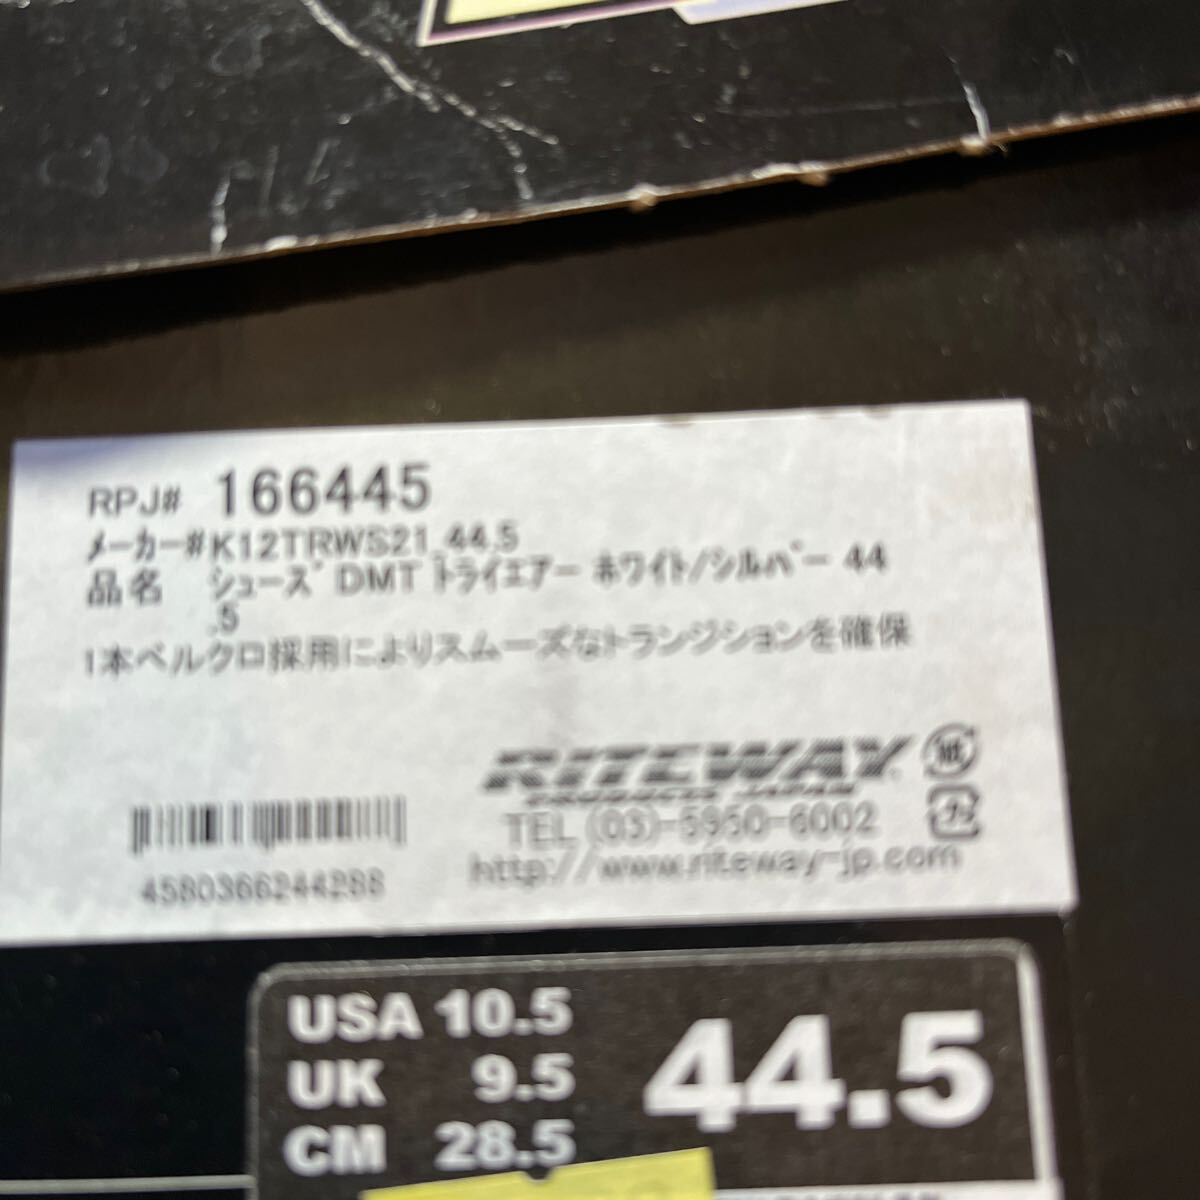 RPJ# 166445
メーカー#K12TRWS21 44.5
品名 シューズ DMT トライエアー ホワイト/シルバー 44
.5
1本ベルクロ採用によりスムーズなトランジションを確保
RITEWAY
PRODUCTS JAPAN
TEL (03)-5950-6002
http://www.riteway-jp.com
4580366244288
USA 10.5
UK 9.5
CM 28.5
44.5